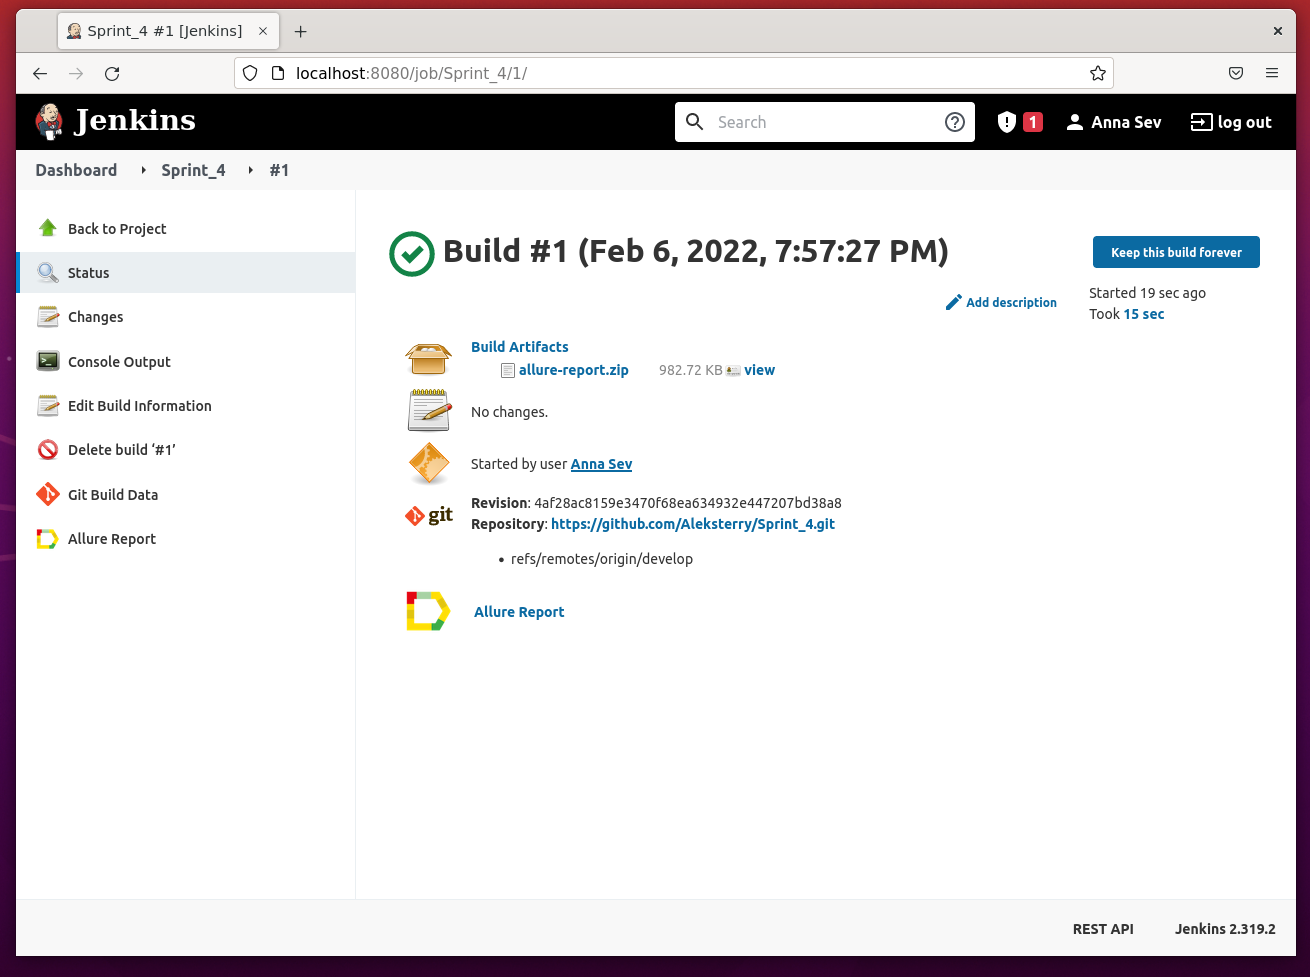 Sprint_4 #1 [Jenkins]
localhost:8080/job/Sprint_4/1/
Jenkins
Search
1
Anna Sev
log out
Dashboard
Sprint_4
#1
Back to Project
Status
Changes
Console Output
Edit Build Information
Delete build ‘#1’
Git Build Data
Allure Report
Build #1 (Feb 6, 2022, 7:57:27 PM)
Keep this build forever
Add description
Started 19 sec ago
Took 15 sec
Build Artifacts
allure-report.zip 982.72 KB view
No changes.
Started by user Anna Sev
git
Revision: 4af28ac8159e3470f68ea634932e447207bd38a8
Repository: https://github.com/Aleksterry/Sprint_4.git
• refs/remotes/origin/develop
Allure Report
REST API
Jenkins 2.319.2